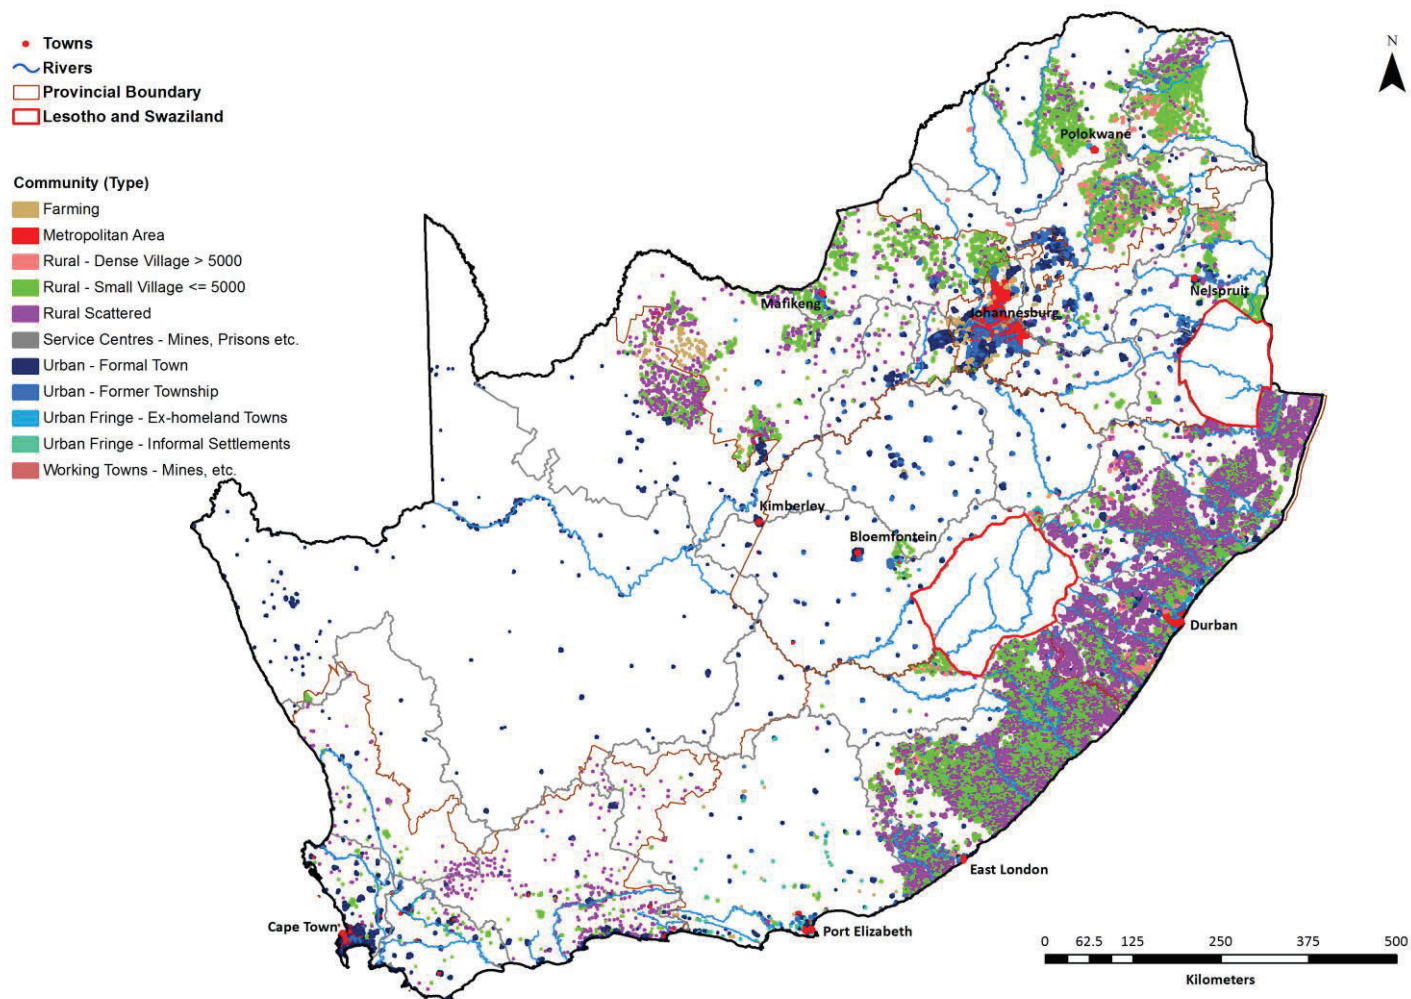 Towns
Rivers
Provincial Boundary
Lesotho and Swaziland
Community (Type)
Farming
Metropolitan Area
Rural - Dense Village > 5000
Rural - Small Village <= 5000
Rural Scattered
Service Centres - Mines, Prisons etc.
Urban - Formal Town
Urban - Former Township
Urban Fringe - Ex-homeland Towns
Urban Fringe - Informal Settlements
Working Towns - Mines, etc.
N
Polokwane
Nelspruit
Mafikeng
Johannesburg
Kimberley
Bloemfontein
Durban
East London
Cape Town
Port Elizabeth
0 62.5 125 250 375 500
Kilometers